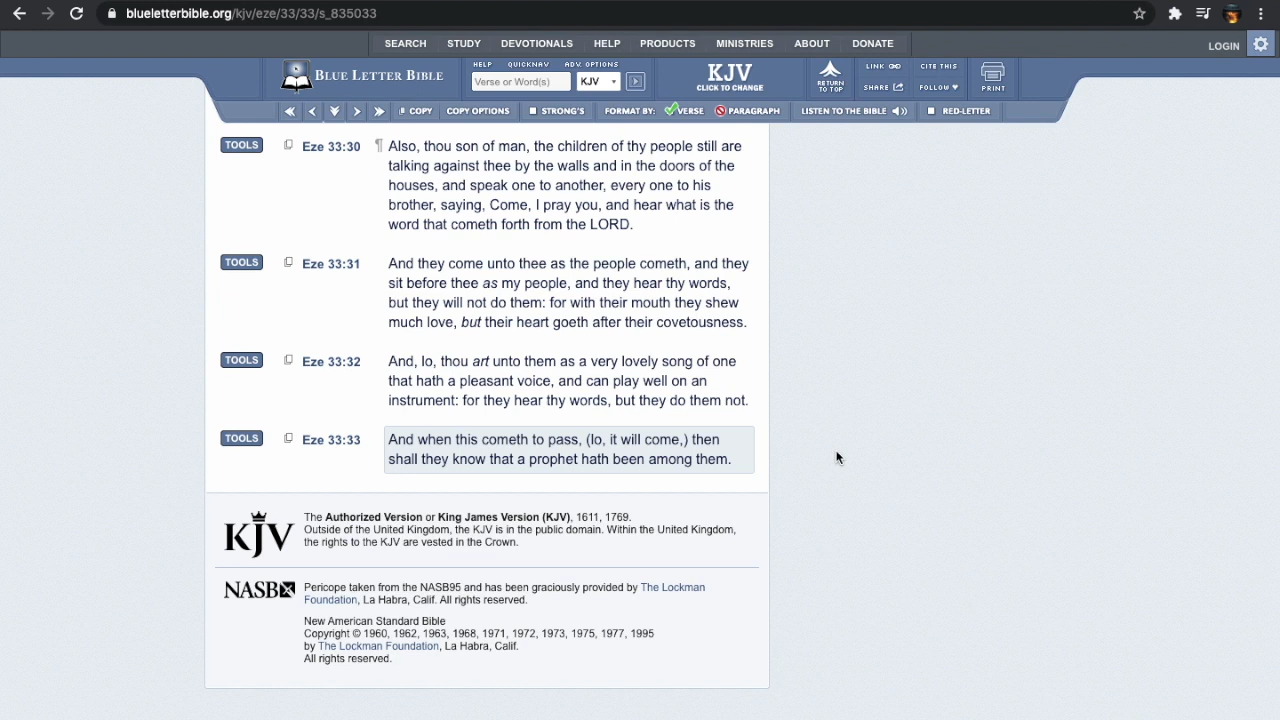 blueletterbible.org/kjv/eze/33/33/s_835033
SEARCH STUDY DEVOTIONALS HELP PRODUCTS MINISTRIES ABOUT DONATE
LOGIN
BLUE LETTER BIBLE
HELP QUICKNAV ADV. OPTIONS
Verse or Word(s) KJV
KJV
CLICK TO CHANGE
RETURN
TO TOP
LINK CITE THIS
SHARE FOLLOW
PRINT
COPY COPY OPTIONS STRONG'S FORMAT BY: VERSE PARAGRAPH LISTEN TO THE BIBLE RED-LETTER
TOOLS Eze 33:30 ¶ Also, thou son of man, the children of thy people still are
talking against thee by the walls and in the doors of the
houses, and speak one to another, every one to his
brother, saying, Come, I pray you, and hear what is the
word that cometh forth from the LORD.
TOOLS Eze 33:31 And they come unto thee as the people cometh, and they
sit before thee as my people, and they hear thy words,
but they will not do them: for with their mouth they shew
much love, but their heart goeth after their covetousness.
TOOLS Eze 33:32 And, lo, thou art unto them as a very lovely song of one
that hath a pleasant voice, and can play well on an
instrument: for they hear thy words, but they do them not.
TOOLS Eze 33:33 And when this cometh to pass, (lo, it will come,) then
shall they know that a prophet hath been among them.
KJV
The Authorized Version or King James Version (KJV), 1611, 1769.
Outside of the United Kingdom, the KJV is in the public domain. Within the United Kingdom,
the rights to the KJV are vested in the Crown.
NASB
Pericope taken from the NASB95 and has been graciously provided by The Lockman
Foundation, La Habra, Calif. All rights reserved.
New American Standard Bible
Copyright © 1960, 1962, 1963, 1968, 1971, 1972, 1973, 1975, 1977, 1995
by The Lockman Foundation, La Habra, Calif.
All rights reserved.